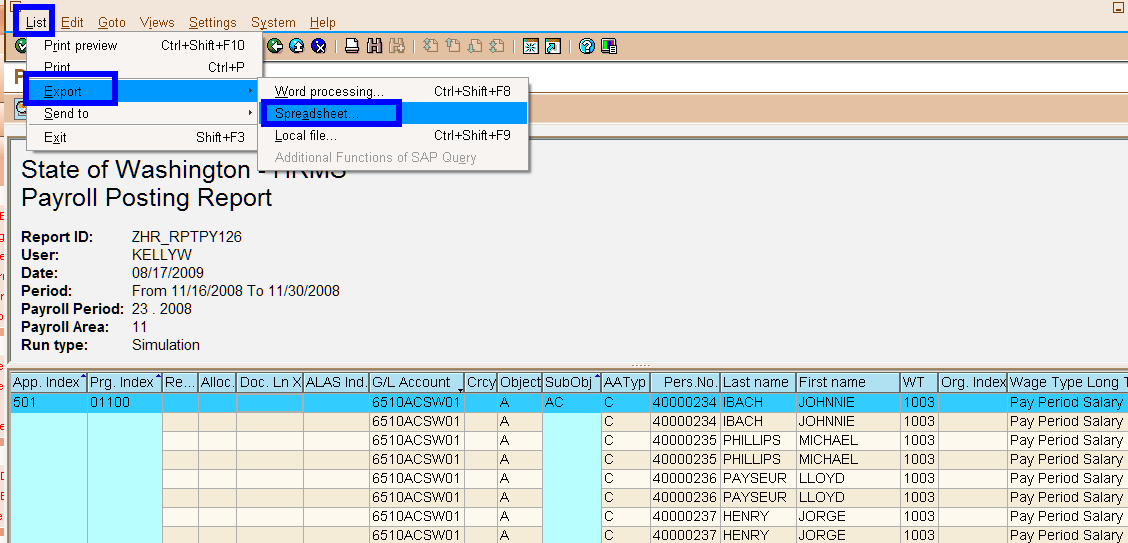 List Edit Goto Views Settings System Help
Print preview Ctrl+Shift+F10
Print Ctrl+P
Export
Word processing... Ctrl+Shift+F8
Send to
Spreadsheet...
Exit Shift+F3
Local file... Ctrl+Shift+F9
Additional Functions of SAP Query
State of Washington - HRMS
Payroll Posting Report
Report ID: ZHR_RPTPY126
User: KELLYW
Date: 08/17/2009
Period: From 11/16/2008 To 11/30/2008
Payroll Period: 23 . 2008
Payroll Area: 11
Run type: Simulation
App. Index Prg. Index Re... Alloc. Doc. Ln X ALAS Ind. G/L Account Crcy Object SubObj AATyp Pers.No. Last name First name WT Org. Index Wage Type Long T
501 01100 6510ACSW01 A AC C 40000234 IBACH JOHNNIE 1003 Pay Period Salary
6510ACSW01 A C 40000234 IBACH JOHNNIE 1003 Pay Period Salary
6510ACSW01 A C 40000235 PHILLIPS MICHAEL 1003 Pay Period Salary
6510ACSW01 A C 40000235 PHILLIPS MICHAEL 1003 Pay Period Salary
6510ACSW01 A C 40000236 PAYSEUR LLOYD 1003 Pay Period Salary
6510ACSW01 A C 40000236 PAYSEUR LLOYD 1003 Pay Period Salary
6510ACSW01 A C 40000237 HENRY JORGE 1003 Pay Period Salary
6510ACSW01 A C 40000237 HENRY JORGE 1003 Pay Period Salary